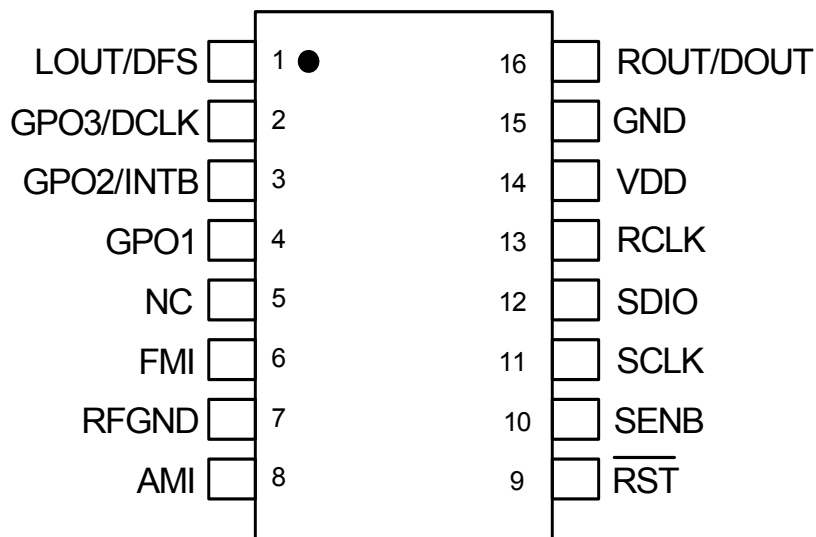 LOUT/DFS 1 16 ROUT/DOUT
GPO3/DCLK 2 15 GND
GPO2/INTB 3 14 VDD
GPO1 4 13 RCLK
NC 5 12 SDIO
FMI 6 11 SCLK
RFGND 7 10 SENB
AMI 8 9 R̅S̅T̅